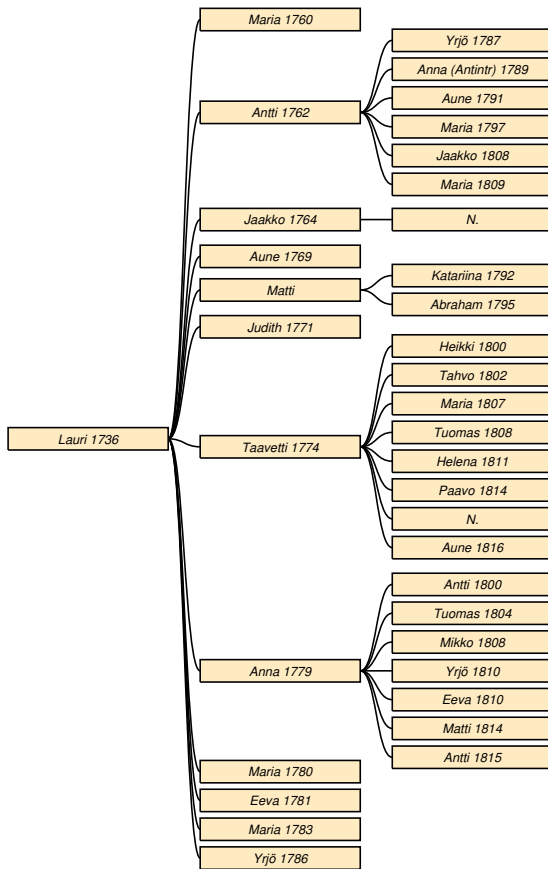 Maria 1760
Yrjö 1787
Anna (Antintr) 1789
Aune 1791
Antti 1762
Maria 1797
Jaakko 1808
Maria 1809
Jaakko 1764
N.
Aune 1769
Katariina 1792
Matti
Abraham 1795
Judith 1771
Heikki 1800
Tahvo 1802
Maria 1807
Tuomas 1808
Lauri 1736
Taavetti 1774
Helena 1811
Paavo 1814
N.
Aune 1816
Antti 1800
Tuomas 1804
Mikko 1808
Anna 1779
Yrjö 1810
Eeva 1810
Matti 1814
Antti 1815
Maria 1780
Eeva 1781
Maria 1783
Yrjö 1786